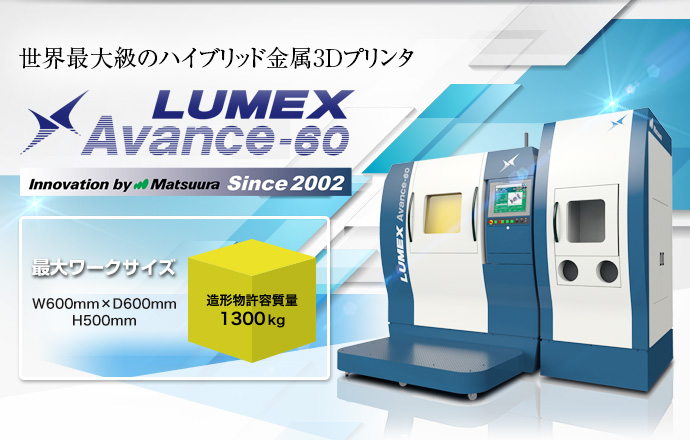 世界最大級のハイブリッド金属3Dプリンタ
LUMEX
Avance-60
Innovation by Matsuura Since 2002
最大ワークサイズ
W600mm×D600mm
H500mm
造形物許容質量
1300kg
LUMEX Avance-60